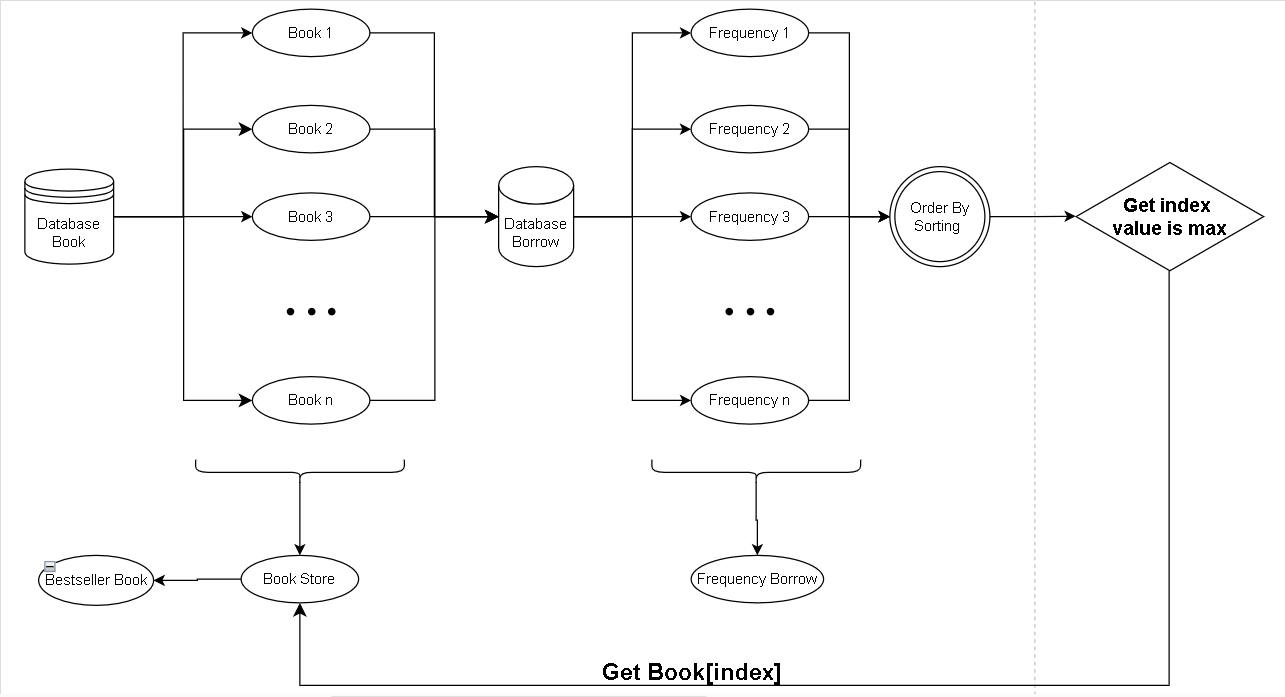 Book 1
Frequency 1
Book 2
Frequency 2
Database
Book
Book 3
Database
Borrow
Frequency 3
Order By
Sorting
Get index
value is max
Book n
Frequency n
Bestseller Book
Book Store
Frequency Borrow
Get Book[index]